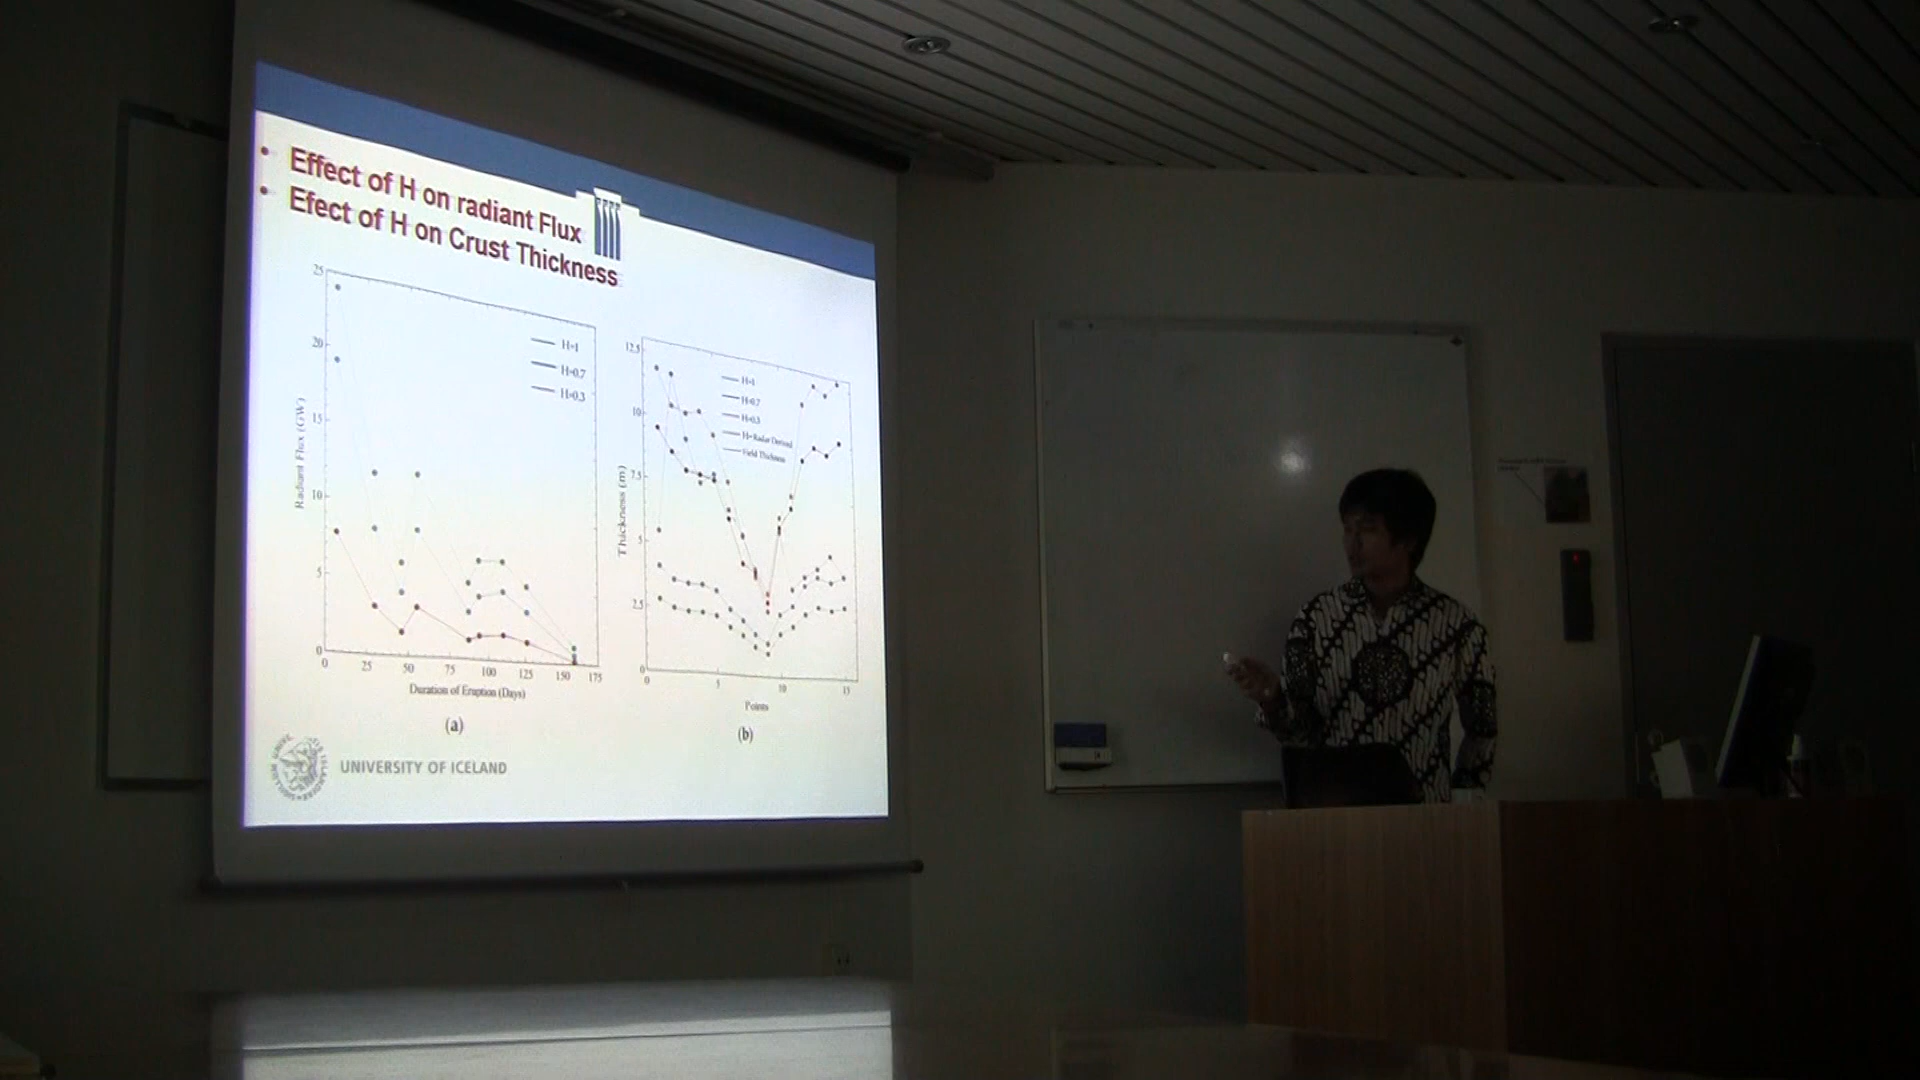 • Effect of H on radiant Flux
• Efect of H on Crust Thickness
25
20
15
10
5
0
Radiant Flux (GW)
H=1
H=0.7
H=0.3
0 25 50 75 100 125 150 175
Duration of Eruption (Days)
(a)
12.5
10
7.5
5
2.5
0
Thickness (m)
H=1
H=0.7
H=0.3
H=Radar Derived
Field Thickness
0 5 10 15
Points
(b)
UNIVERSITY OF ICELAND